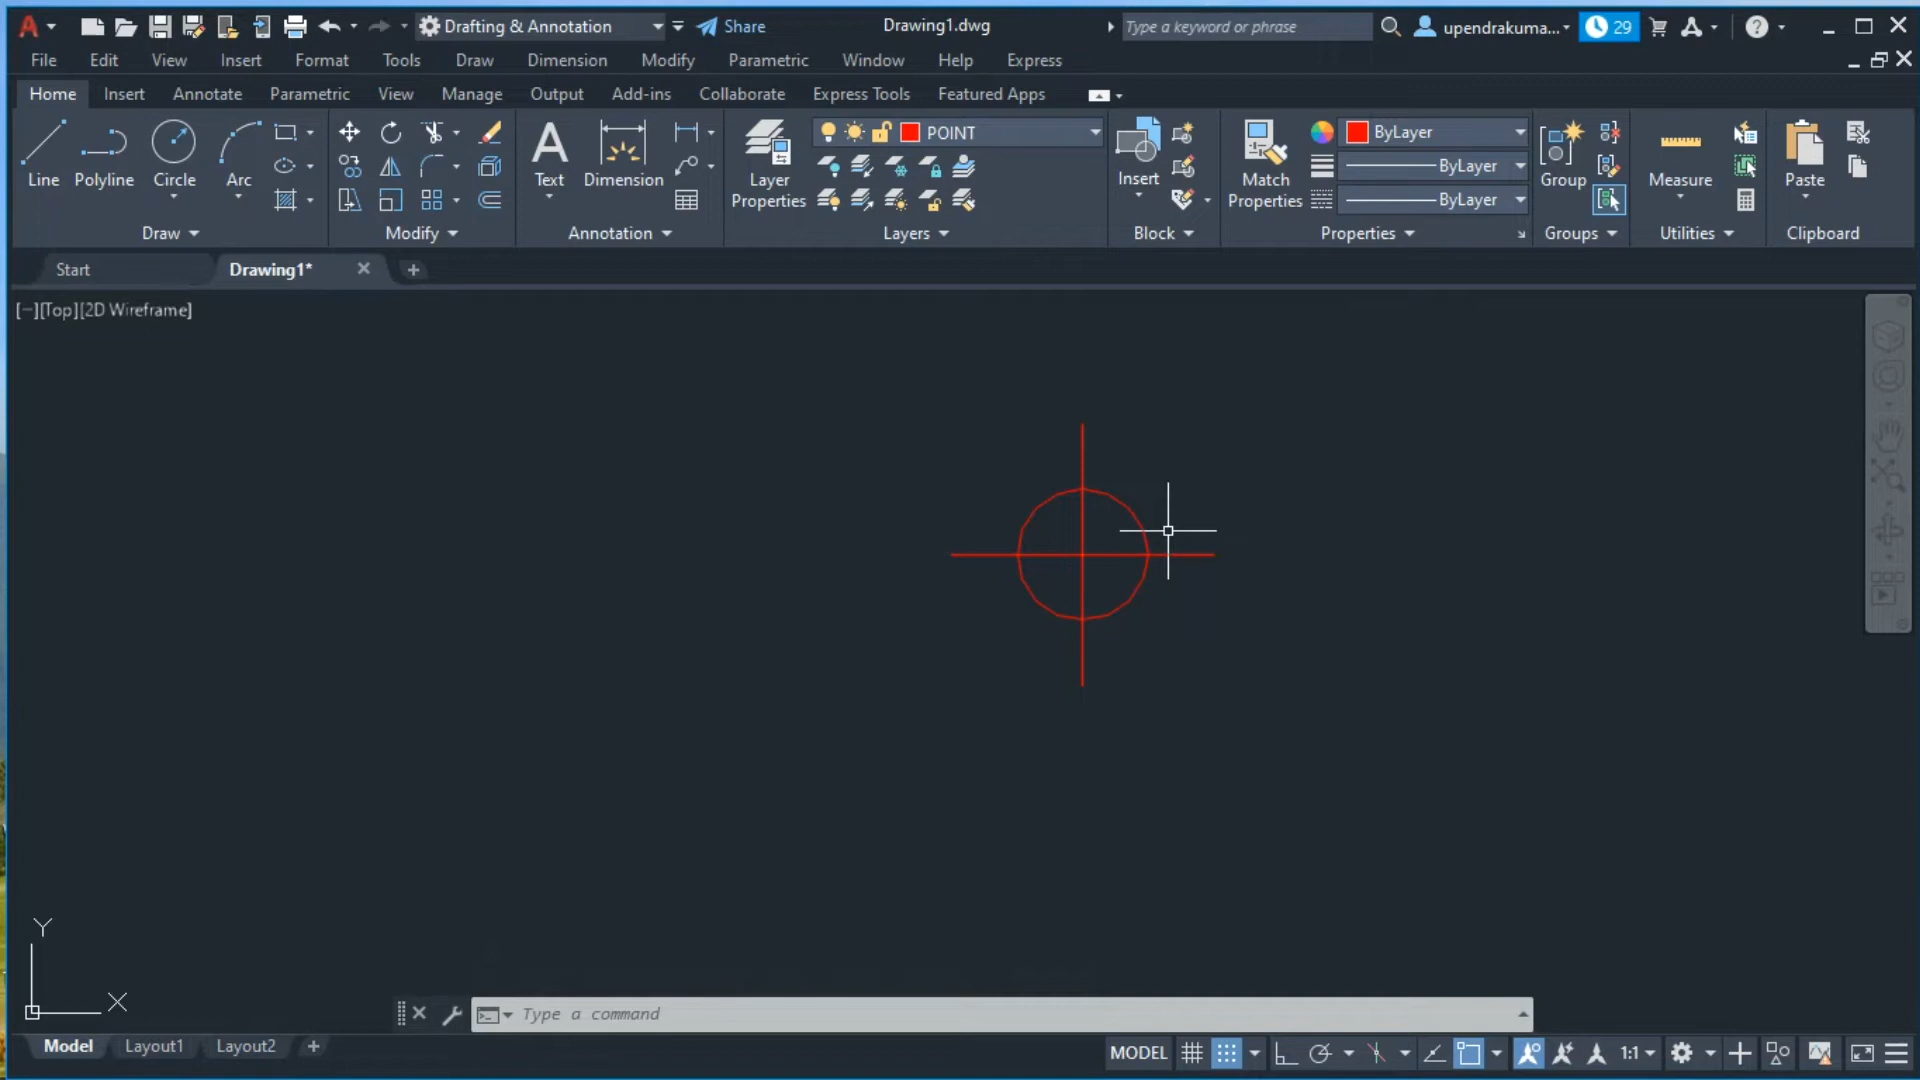 Drafting & Annotation
Share
Drawing1.dwg
Type a keyword or phrase
upendrakuma...
29
File Edit View Insert Format Tools Draw Dimension Modify Parametric Window Help Express
Home Insert Annotate Parametric View Manage Output Add-ins Collaborate Express Tools Featured Apps
POINT
ByLayer
ByLayer
ByLayer
Line Polyline Circle Arc
Text Dimension
Layer Properties
Insert
Match Properties
Group
Measure
Paste
Draw Modify Annotation Layers Block Properties Groups Utilities Clipboard
Start Drawing1*
[−][Top][2D Wireframe]
Y
X
Type a command
Model Layout1 Layout2
MODEL 1:1